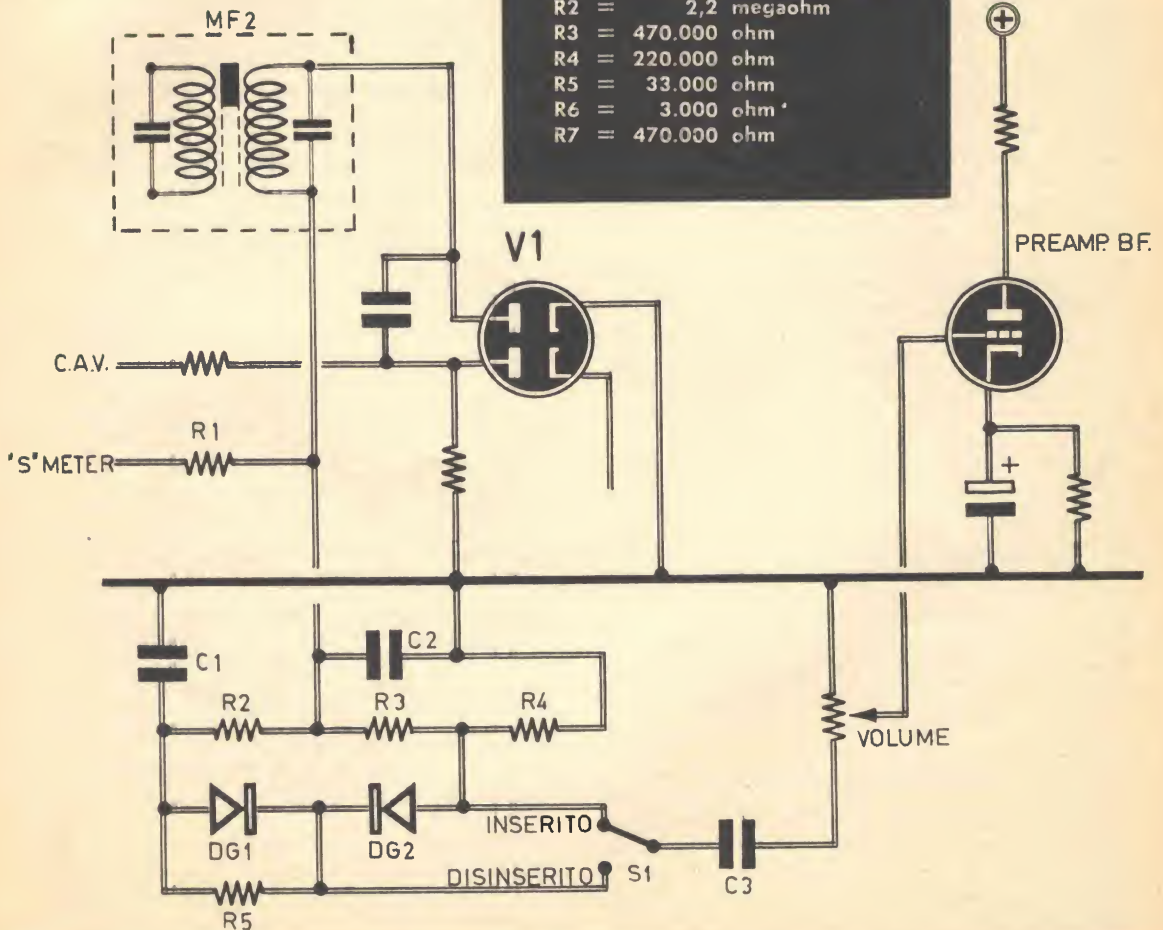 MF2
R2 = 2,2 megaohm
R3 = 470.000 ohm
R4 = 220.000 ohm
R5 = 33.000 ohm
R6 = 3.000 ohm
R7 = 470.000 ohm
V1
PREAMP. BF.
C.A.V.
R1
"S" METER
C1
C2
R2
R3
R4
VOLUME
INSERITO
DG1
DG2
DISINSERITO
S1
C3
R5